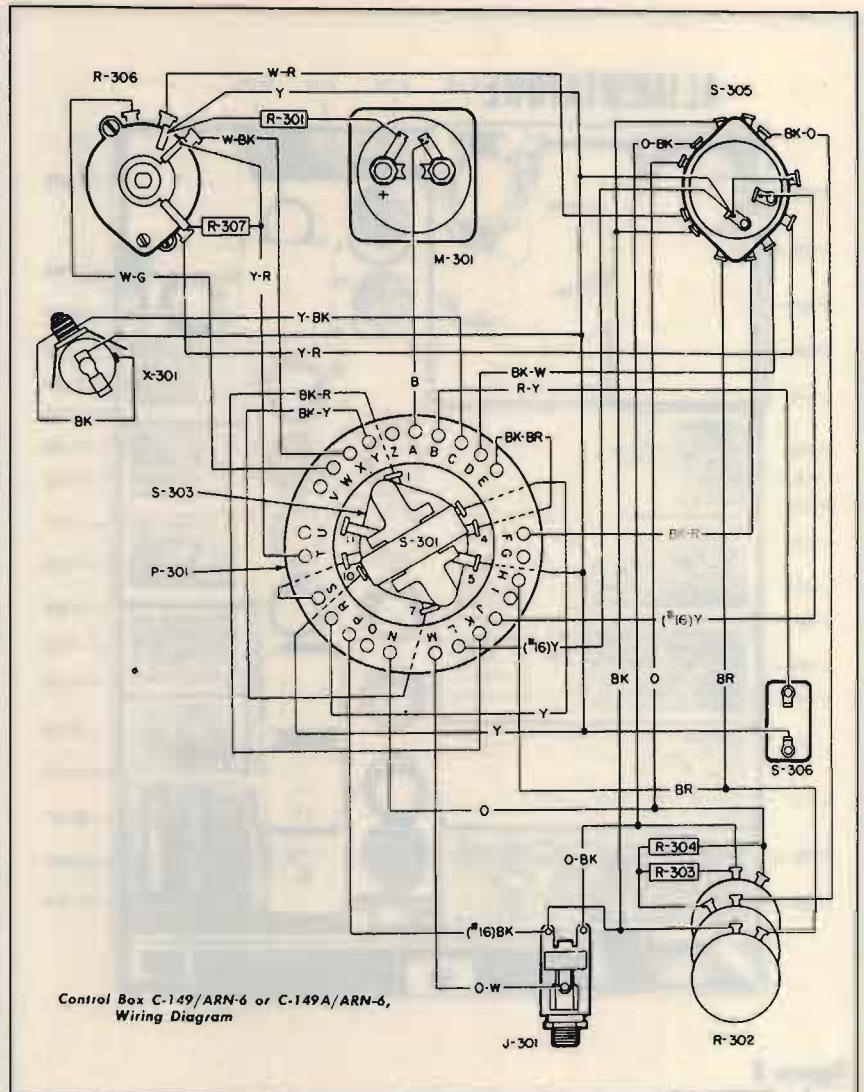 R-306
W-R
Y
S-305
R-301
W-BK
O-BK
BK-O
+
R-307
M-301
W-G
Y-R
Y-BK
X-301
Y-R
BK
BK-R
BK-Y
B
BK-W
R-Y
BK-BR
Z A B C D E
V W X Y
S-303
1
S-301
4
U
Y
F G H I J K L M
BK-R
P-301
10
5
7
S R P O N
(#16)Y
(#16)Y
BK
O
BR
Y
Y
S-306
BR
O
R-304
R-303
O-BK
(#16)BK
O-W
Control Box C-149/ARN-6 or C-149A/ARN-6,
Wiring Diagram
J-301
R-302